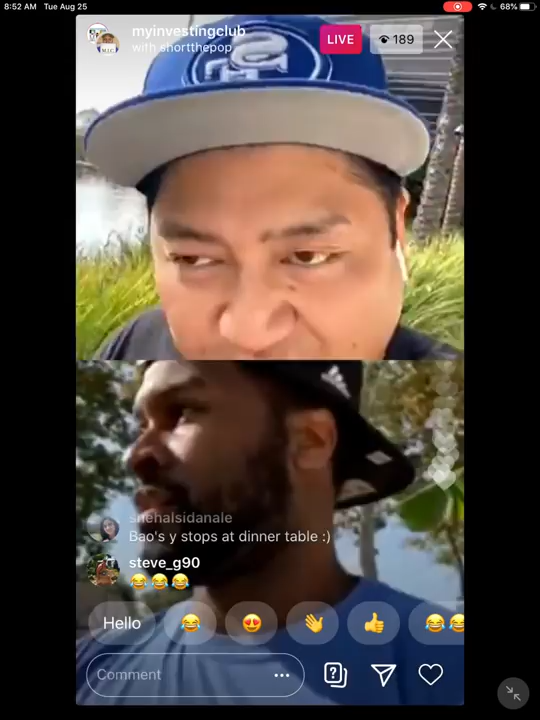 8:52 AM Tue Aug 25
68%
myinvestingclub
with shortthepop
LIVE
189
snehalsidanale
Bao's y stops at dinner table :)
steve_g90
😂😂😂
Hello
Comment